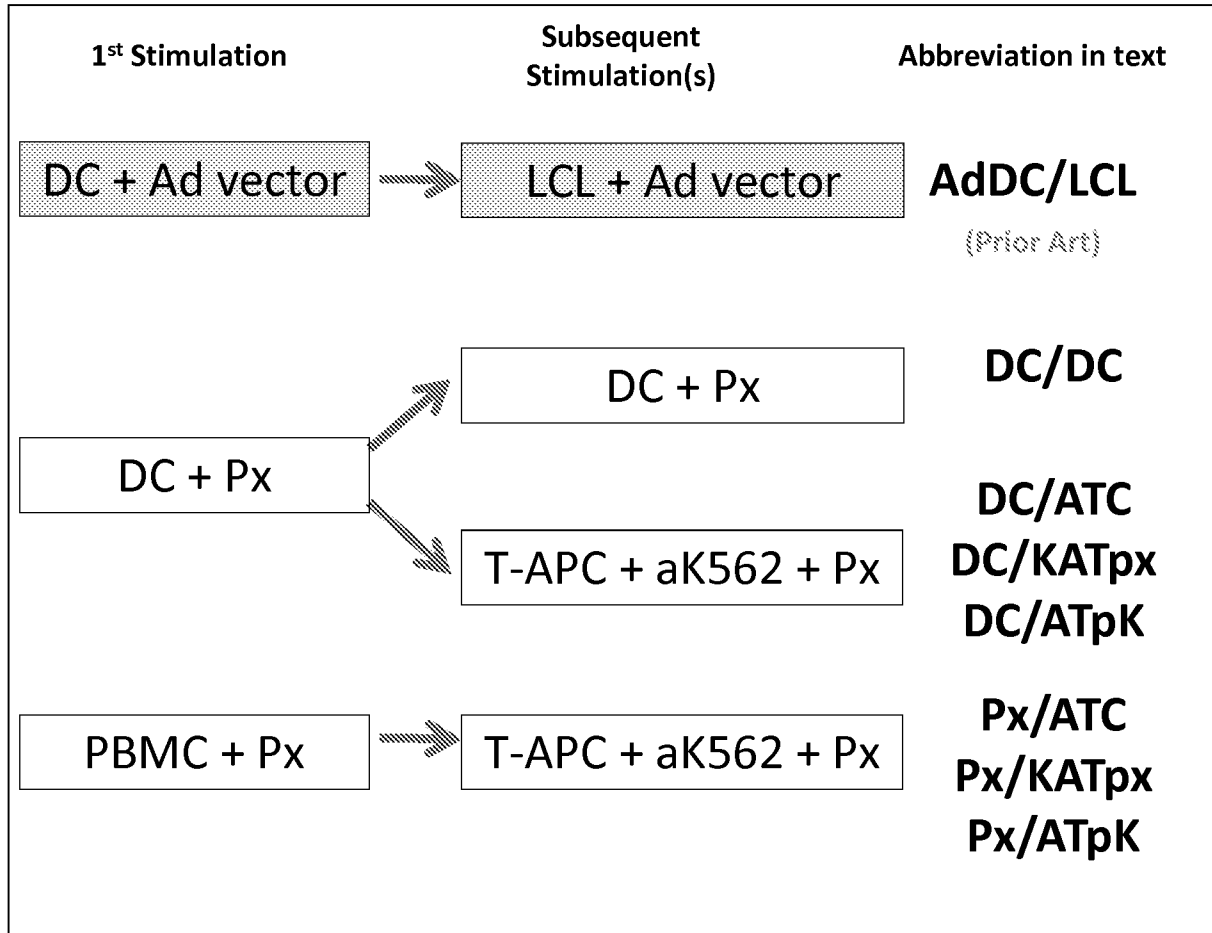 1st Stimulation
Subsequent
Stimulation(s)
Abbreviation in text
DC + Ad vector
LCL + Ad vector
AdDC/LCL
(Prior Art)
DC + Px
DC + Px
DC/DC
T-APC + aK562 + Px
DC/ATC
DC/KATpx
DC/ATpK
PBMC + Px
T-APC + aK562 + Px
Px/ATC
Px/KATpx
Px/ATpK